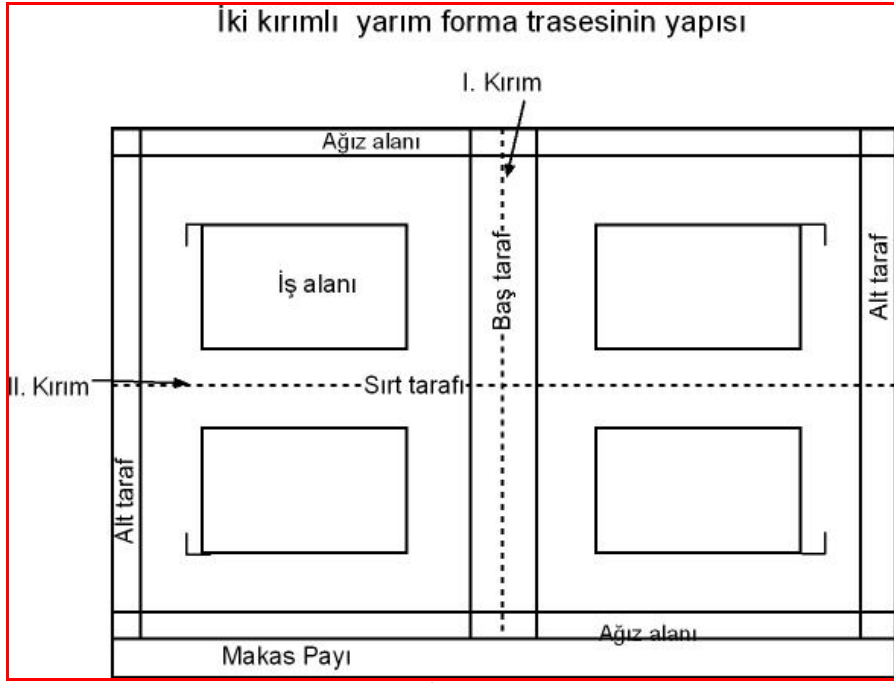 İki kırımlı yarım forma trasesinin yapısı
I. Kırım
Ağız alanı
İş alanı
Baş taraf
Alt taraf
II. Kırım
Sırt tarafı
Alt taraf
Ağız alanı
Makas Payı